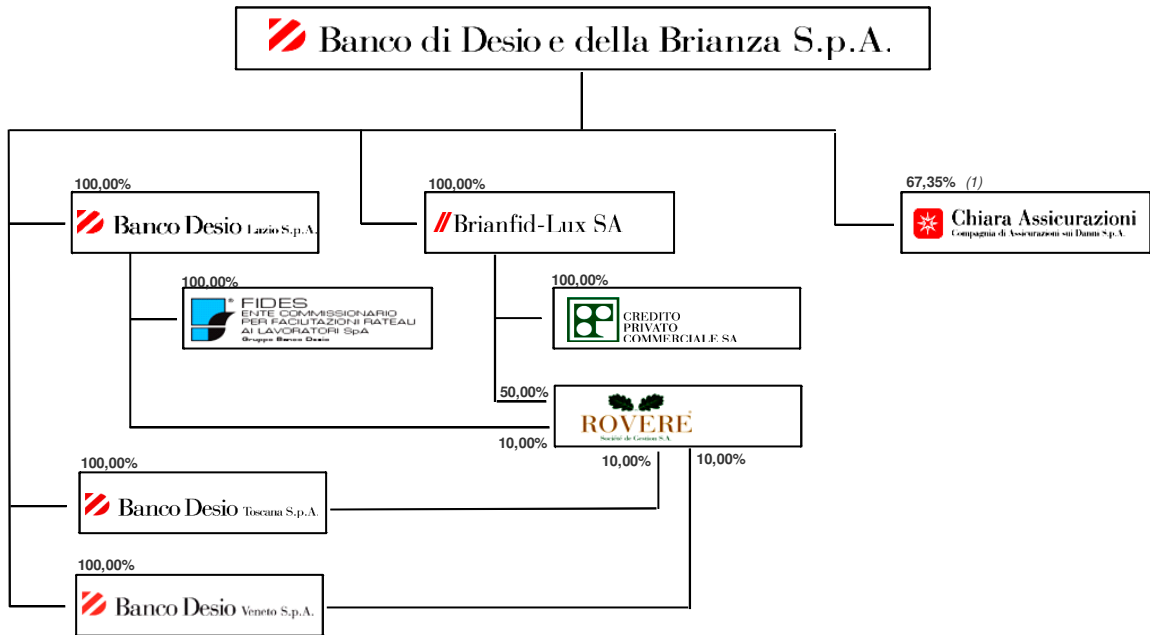 Banco di Desio e della Brianza S.p.A.
100,00%
Banco Desio Lazio S.p.A.
100,00%
Brianfid-Lux SA
67,35% (1)
Chiara Assicurazioni
Compagnia di Assicurazioni sui Danni S.p.A.
100,00%
FIDES
ENTE COMMISSIONARIO
PER FACILITAZIONI RATEALI
AI LAVORATORI SpA
Gruppo Banco Desio
100,00%
CREDITO
PRIVATO
COMMERCIALE SA
50,00%
ROVERE
Société de Gestion S.A.
10,00%
10,00%
10,00%
100,00%
Banco Desio Toscana S.p.A.
100,00%
Banco Desio Veneto S.p.A.